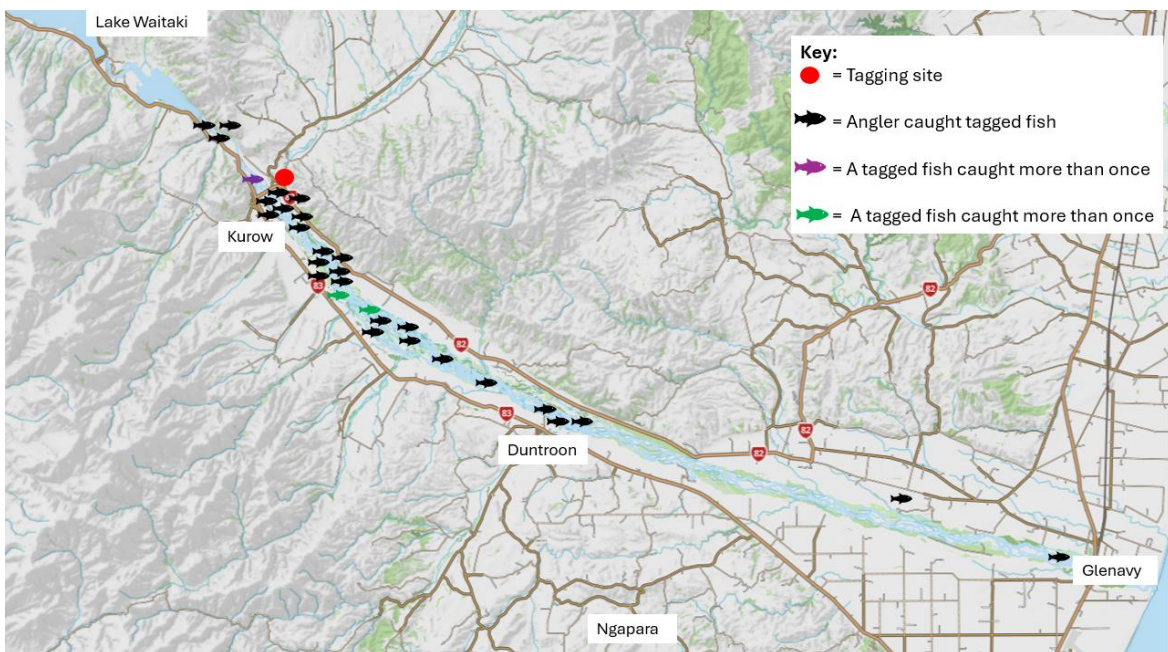 Lake Waitaki
Key:
= Tagging site
= Angler caught tagged fish
= A tagged fish caught more than once
= A tagged fish caught more than once
Kurow
83
82
82
83
82
82
Duntroon
Glenavy
Ngapara